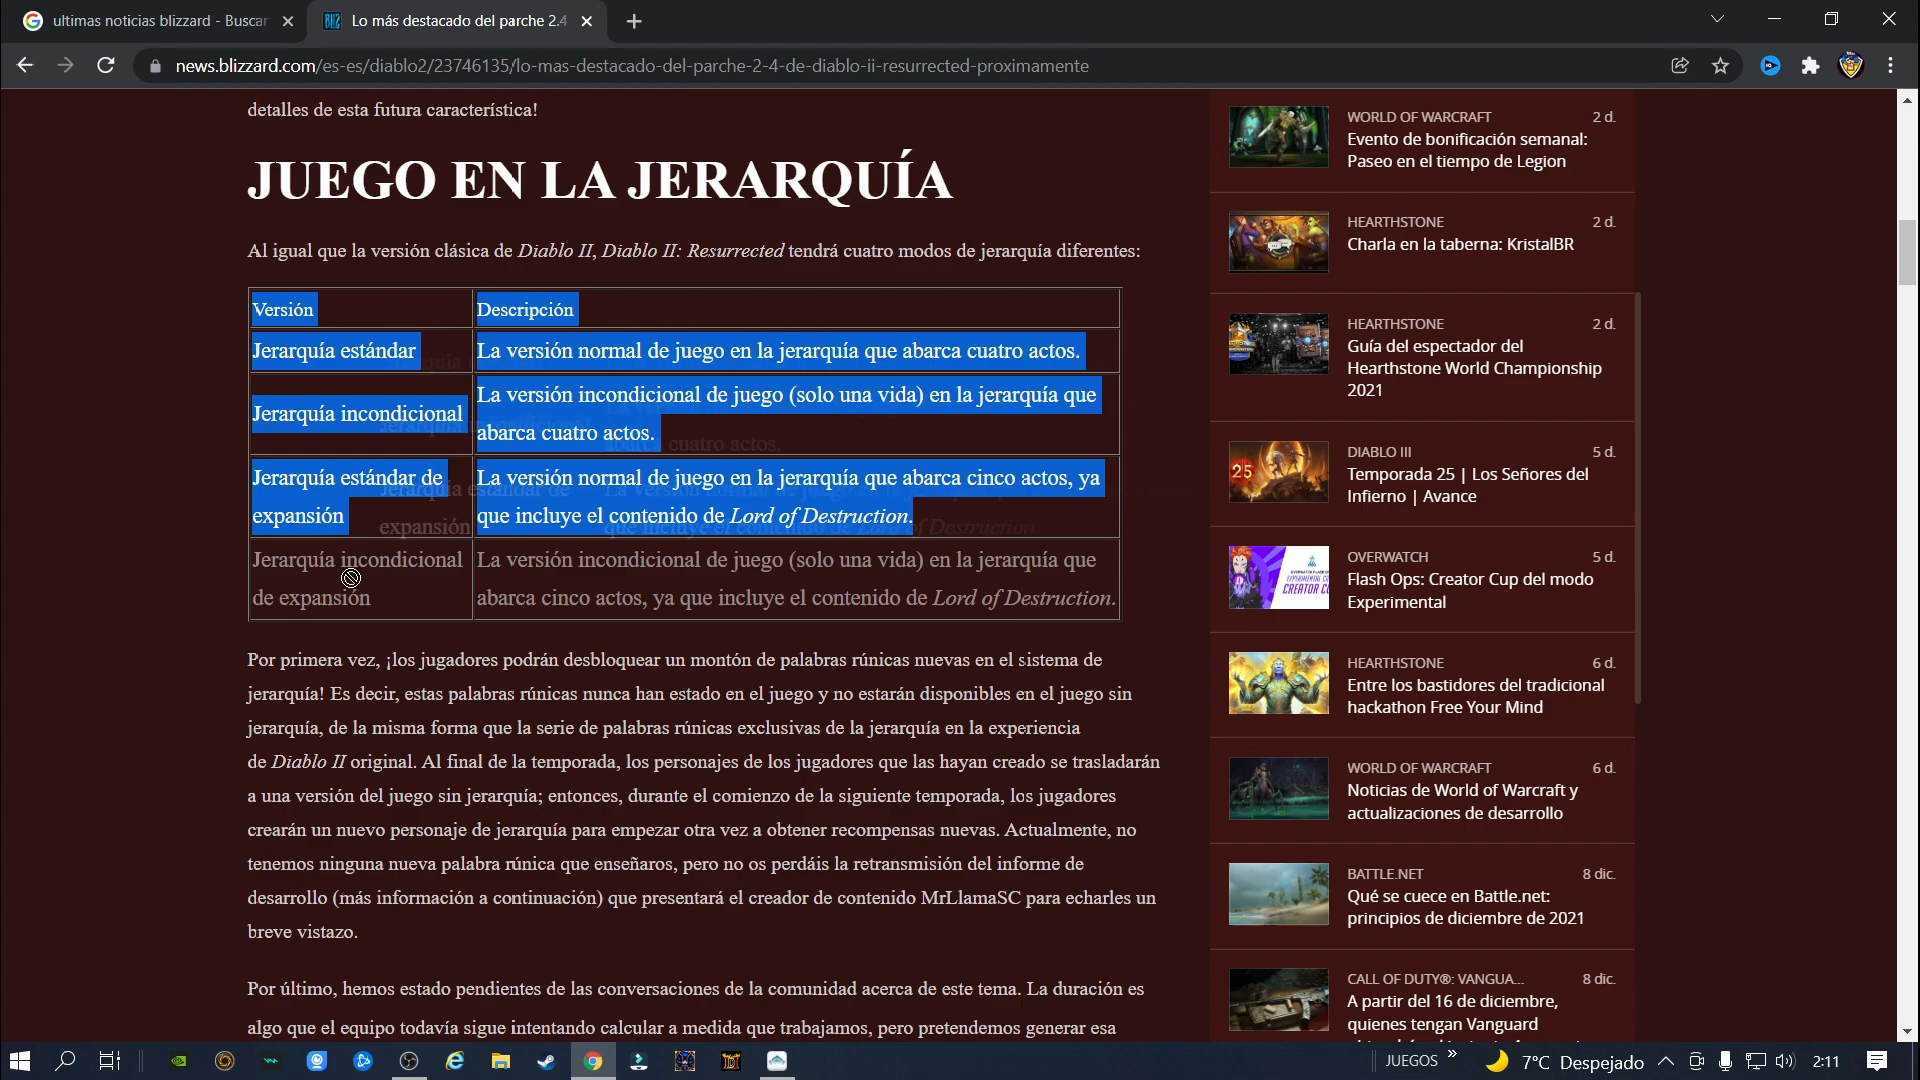 ultimas noticias blizzard - Buscar
Lo más destacado del parche 2.4
news.blizzard.com/es-es/diablo2/23746135/lo-mas-destacado-del-parche-2-4-de-diablo-ii-resurrected-proximamente
detalles de esta futura característica!
JUEGO EN LA JERARQUÍA
Al igual que la versión clásica de Diablo II, Diablo II: Resurrected tendrá cuatro modos de jerarquía diferentes:
Versión
Descripción
Jerarquía estándar
La versión normal de juego en la jerarquía que abarca cuatro actos.
Jerarquía incondicional
La versión incondicional de juego (solo una vida) en la jerarquía que
abarca cuatro actos.
Jerarquía estándar de
expansión
La versión normal de juego en la jerarquía que abarca cinco actos, ya
que incluye el contenido de Lord of Destruction.
Jerarquía incondicional
de expansión
La versión incondicional de juego (solo una vida) en la jerarquía que
abarca cinco actos, ya que incluye el contenido de Lord of Destruction.
Por primera vez, ¡los jugadores podrán desbloquear un montón de palabras rúnicas nuevas en el sistema de
jerarquía! Es decir, estas palabras rúnicas nunca han estado en el juego y no estarán disponibles en el juego sin
jerarquía, de la misma forma que la serie de palabras rúnicas exclusivas de la jerarquía en la experiencia
de Diablo II original. Al final de la temporada, los personajes de los jugadores que las hayan creado se trasladarán
a una versión del juego sin jerarquía; entonces, durante el comienzo de la siguiente temporada, los jugadores
crearán un nuevo personaje de jerarquía para empezar otra vez a obtener recompensas nuevas. Actualmente, no
tenemos ninguna nueva palabra rúnica que enseñaros, pero no os perdáis la retransmisión del informe de
desarrollo (más información a continuación) que presentará el creador de contenido MrLlamaSC para echarles un
breve vistazo.
Por último, hemos estado pendientes de las conversaciones de la comunidad acerca de este tema. La duración es
algo que el equipo todavía sigue intentando calcular a medida que trabajamos, pero pretendemos generar esa
WORLD OF WARCRAFT
2 d.
Evento de bonificación semanal:
Paseo en el tiempo de Legion
HEARTHSTONE
2 d.
Charla en la taberna: KristalBR
HEARTHSTONE
2 d.
Guía del espectador del
Hearthstone World Championship
2021
25
DIABLO III
5 d.
Temporada 25 | Los Señores del
Infierno | Avance
OVERWATCH
5 d.
Flash Ops: Creator Cup del modo
Experimental
HEARTHSTONE
6 d.
Entre los bastidores del tradicional
hackathon Free Your Mind
WORLD OF WARCRAFT
6 d.
Noticias de World of Warcraft y
actualizaciones de desarrollo
BATTLE.NET
8 dic.
Qué se cuece en Battle.net:
principios de diciembre de 2021
CALL OF DUTY®: VANGUA...
8 dic.
A partir del 16 de diciembre,
quienes tengan Vanguard
JUEGOS
7°C Despejado
2:11